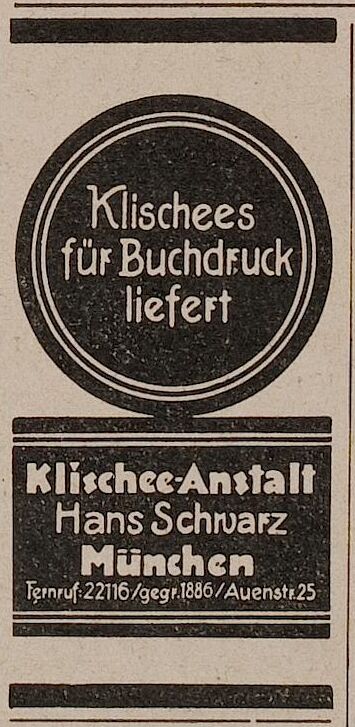 Klischees
für Buchdruck
liefert
Klischee-Anstalt
Hans Schwarz
München
Fernruf: 22116/gegr. 1886/Auenstr. 25